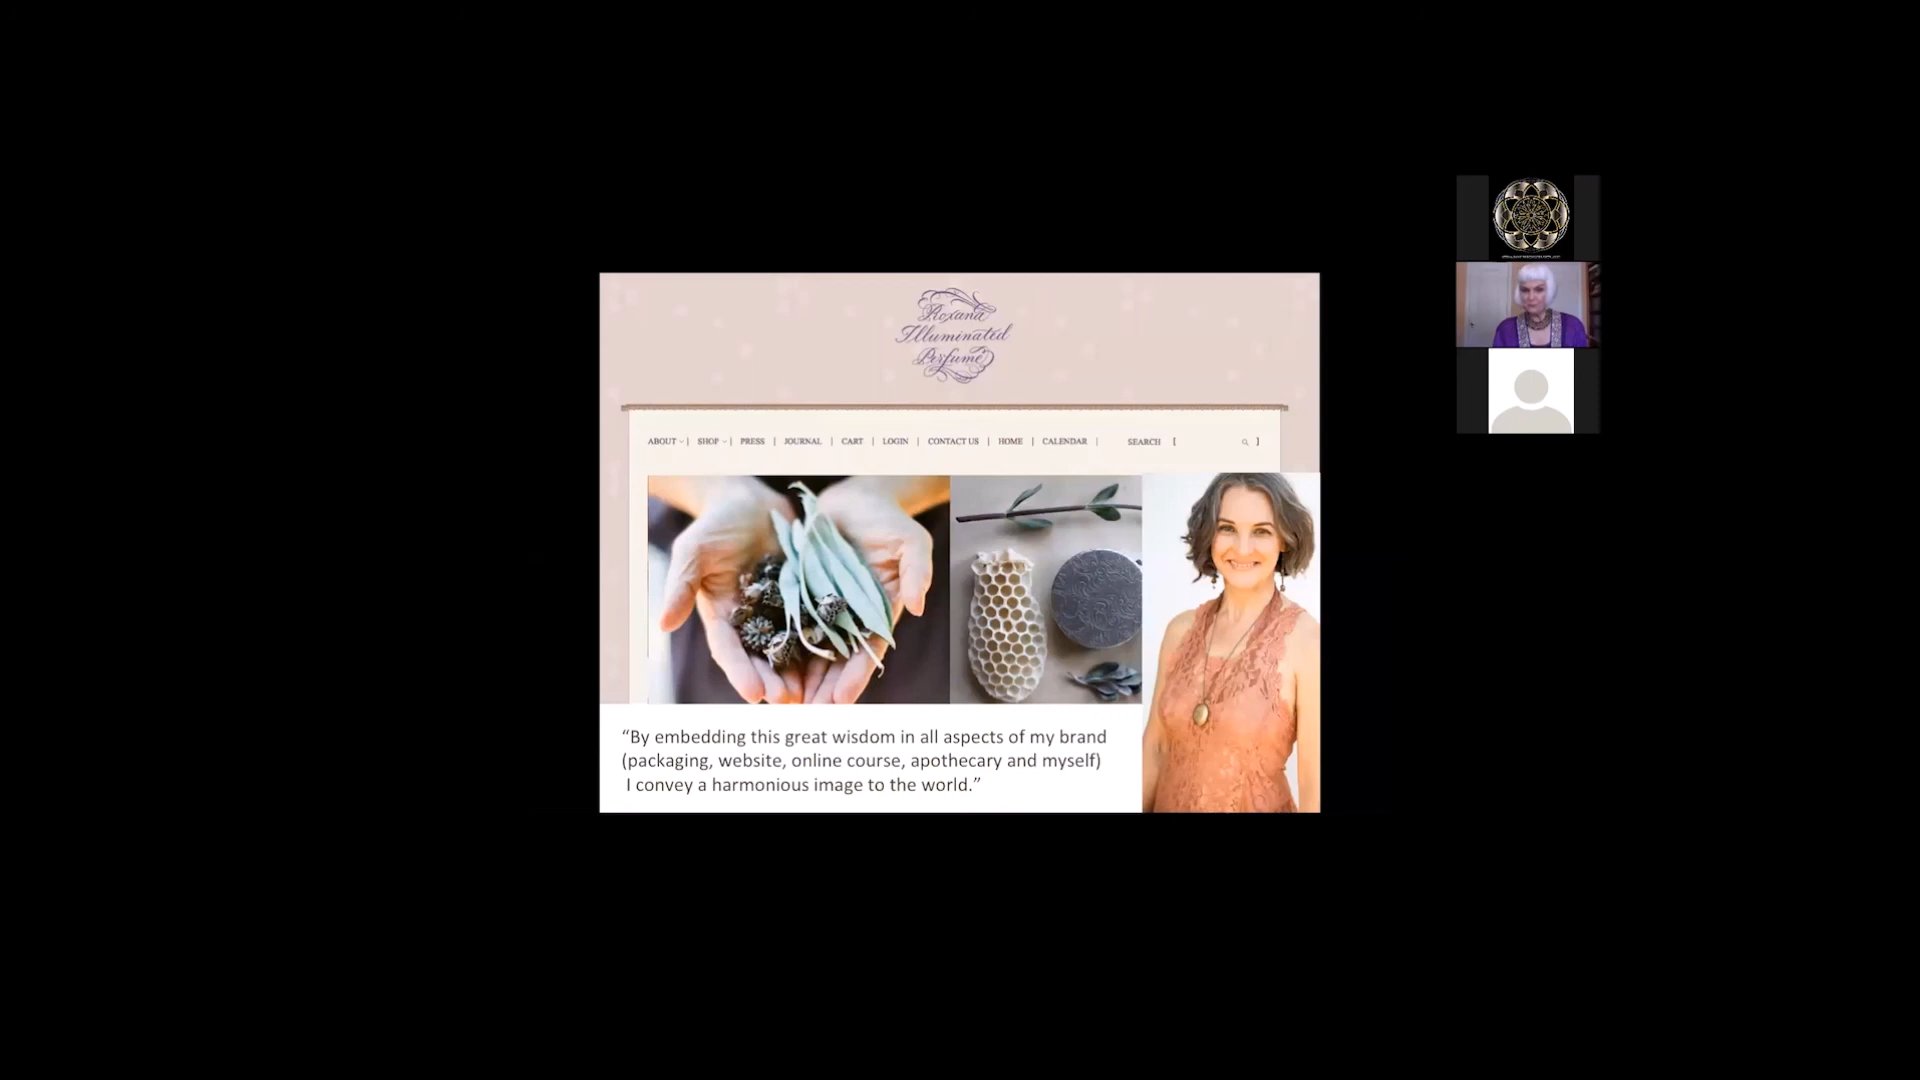 Roxana
Illuminated
Perfume
ABOUT | SHOP | PRESS | JOURNAL | CART | LOGIN | CONTACT US | HOME | CALENDAR | SEARCH [ ]
“By embedding this great wisdom in all aspects of my brand
(packaging, website, online course, apothecary and myself)
I convey a harmonious image to the world.”